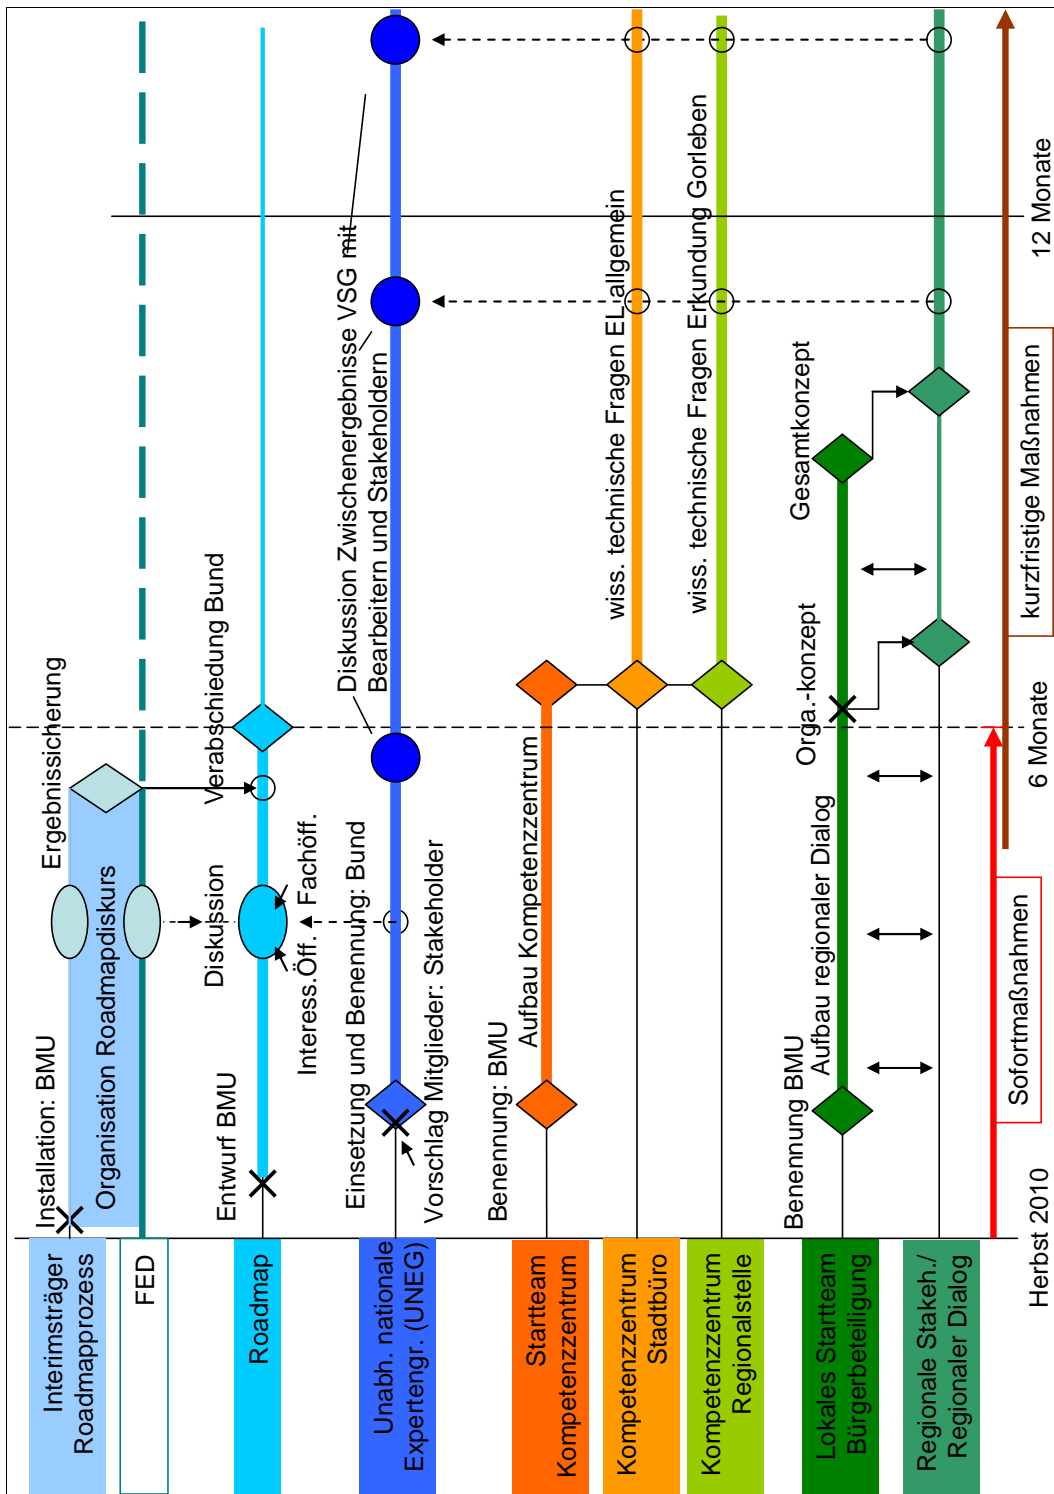 Interimsträger
Roadmapprozess
Installation: BMU
Organisation Roadmapdiskurs
Ergebnissicherung
FED
Roadmap
Entwurf BMU
Diskussion
Interess.Öff. Fachöff.
Verabschiedung Bund
Unabh. nationale
Expertengr. (UNEG)
Einsetzung und Benennung: Bund
Vorschlag Mitglieder: Stakeholder
Diskussion Zwischenergebnisse VSG mit
Bearbeitern und Stakeholdern
Startteam
Kompetenzzentrum
Benennung: BMU
Aufbau Kompetenzzentrum
Kompetenzzentrum
Stadtbüro
wiss. technische Fragen EL allgemein
Kompetenzzentrum
Regionalstelle
wiss. technische Fragen Erkundung Gorleben
Lokales Startteam
Bürgerbeteiligung
Benennung BMU
Aufbau regionaler Dialog
Orga.-konzept
Gesamtkonzept
Regionale Stakeh./
Regionaler Dialog
Sofortmaßnahmen
kurzfristige Maßnahmen
Herbst 2010
6 Monate
12 Monate